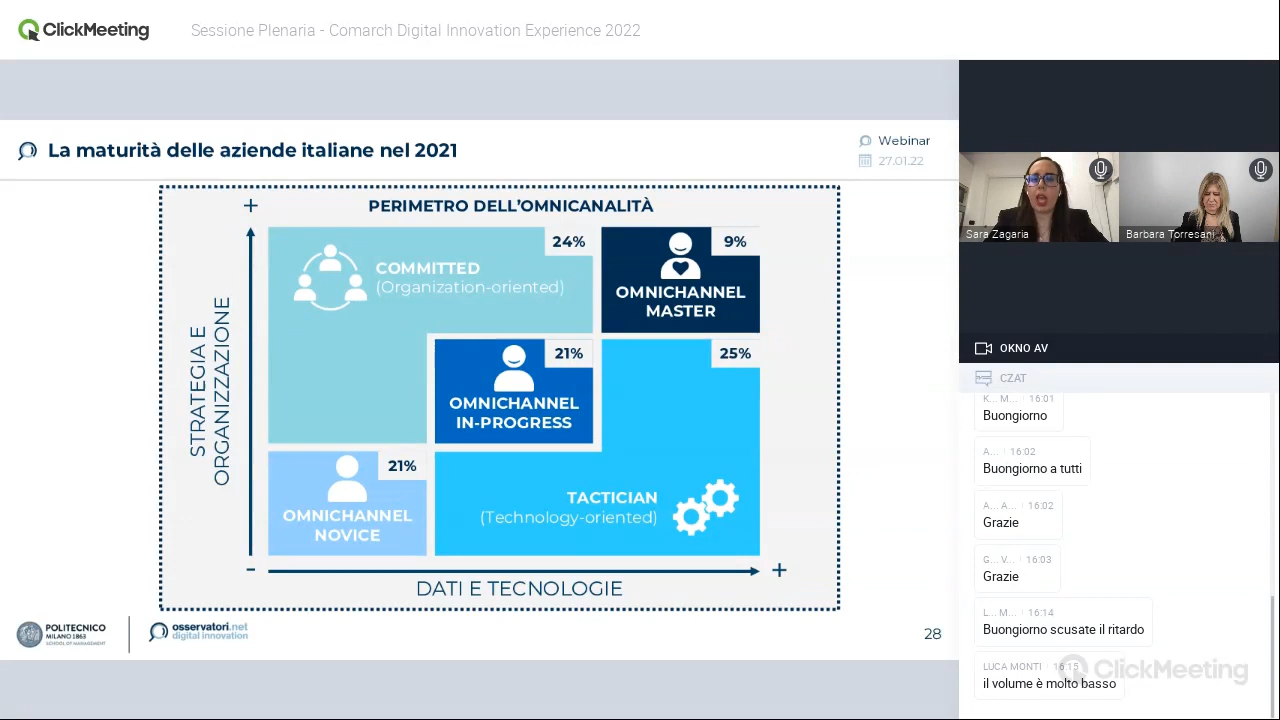 ClickMeeting
Sessione Plenaria - Comarch Digital Innovation Experience 2022
La maturità delle aziende italiane nel 2021
Webinar
27.01.22
+
PERIMETRO DELL'OMNICANALITÀ
STRATEGIA E
ORGANIZZAZIONE
24%
COMMITTED
(Organization-oriented)
9%
OMNICHANNEL
MASTER
21%
OMNICHANNEL
IN-PROGRESS
25%
21%
OMNICHANNEL
NOVICE
TACTICIAN
(Technology-oriented)
-
+
DATI E TECNOLOGIE
POLITECNICO
MILANO 1863
SCHOOL OF MANAGEMENT
osservatori.net
digital innovation
28
Sara Zagaria
Barbara Torresani
OKNO AV
CZAT
K... M... 16:01
Buongiorno
A... 16:02
Buongiorno a tutti
A... A... 16:02
Grazie
G... V... 16:03
Grazie
L... M... 16:14
Buongiorno scusate il ritardo
LUCA MONTI 16:15
il volume è molto basso
ClickMeeting